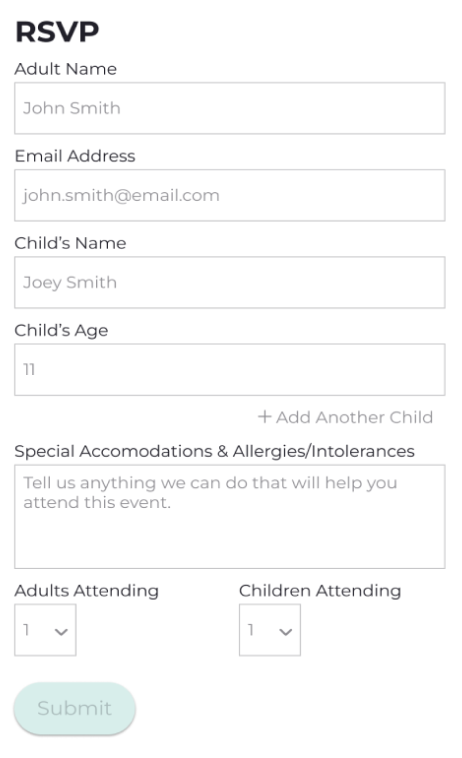 RSVP
Adult Name
John Smith
Email Address
john.smith@email.com
Child's Name
Joey Smith
Child's Age
11
+ Add Another Child
Special Accomodations & Allergies/Intolerances
Tell us anything we can do that will help you
attend this event.
Adults Attending
Children Attending
1
1
Submit